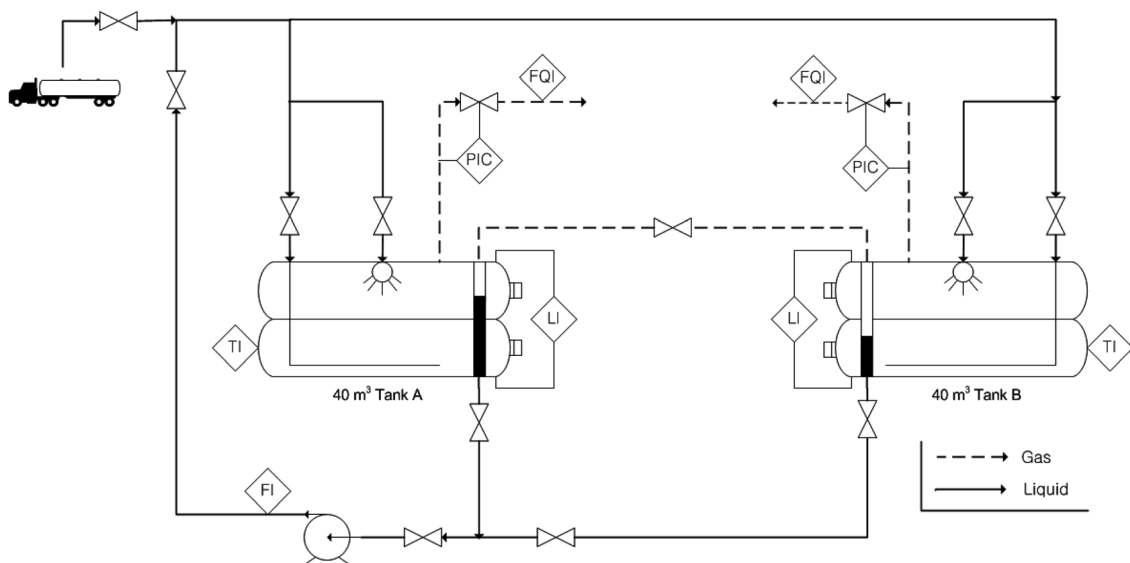 FQI
FQI
PIC
PIC
TI
LI
LI
TI
40 m³ Tank A
40 m³ Tank B
Gas
Liquid
FI